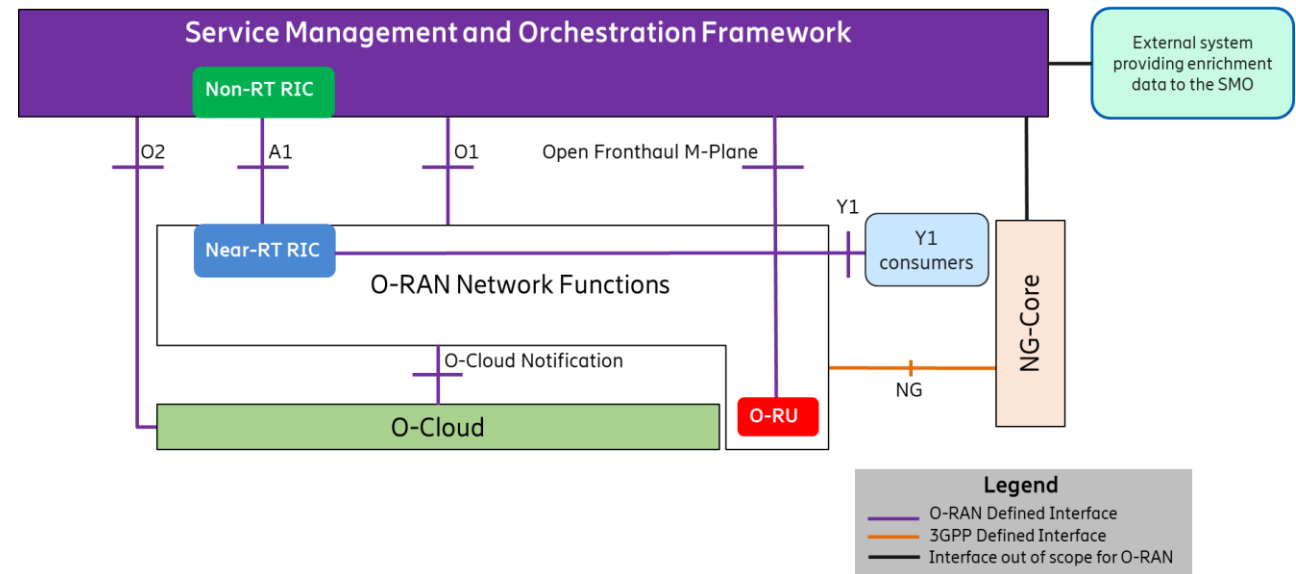 Service Management and Orchestration Framework
External system
providing enrichment
data to the SMO
Non-RT RIC
O2
A1
O1
Open Fronthaul M-Plane
Y1
Near-RT RIC
Y1
consumers
O-RAN Network Functions
NG-Core
O-Cloud Notification
NG
O-RU
O-Cloud
Legend
O-RAN Defined Interface
3GPP Defined Interface
Interface out of scope for O-RAN